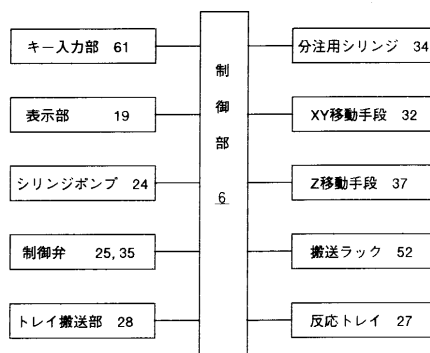 キー入力部 61
表示部 19
シリンジポンプ 24
制御弁 25, 35
トレイ搬送部 28
制御部 6
分注用シリンジ 34
XY移動手段 32
Z移動手段 37
搬送ラック 52
反応トレイ 27